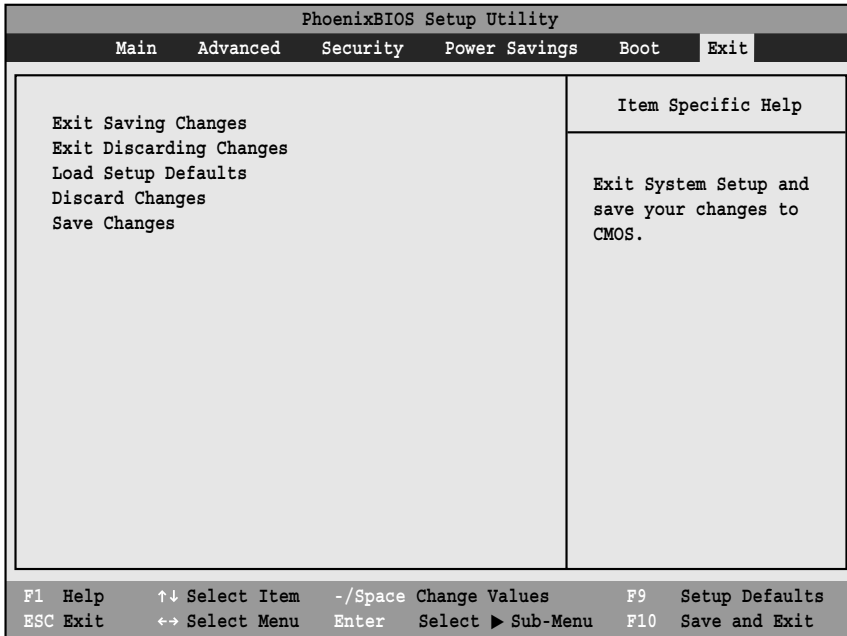 PhoenixBIOS Setup Utility
Main Advanced Security Power Savings Boot Exit
Exit Saving Changes
Exit Discarding Changes
Load Setup Defaults
Discard Changes
Save Changes
Item Specific Help
Exit System Setup and
save your changes to
CMOS.
F1 Help ↑↓ Select Item -/Space Change Values F9 Setup Defaults
ESC Exit ←→ Select Menu Enter Select ▶ Sub-Menu F10 Save and Exit